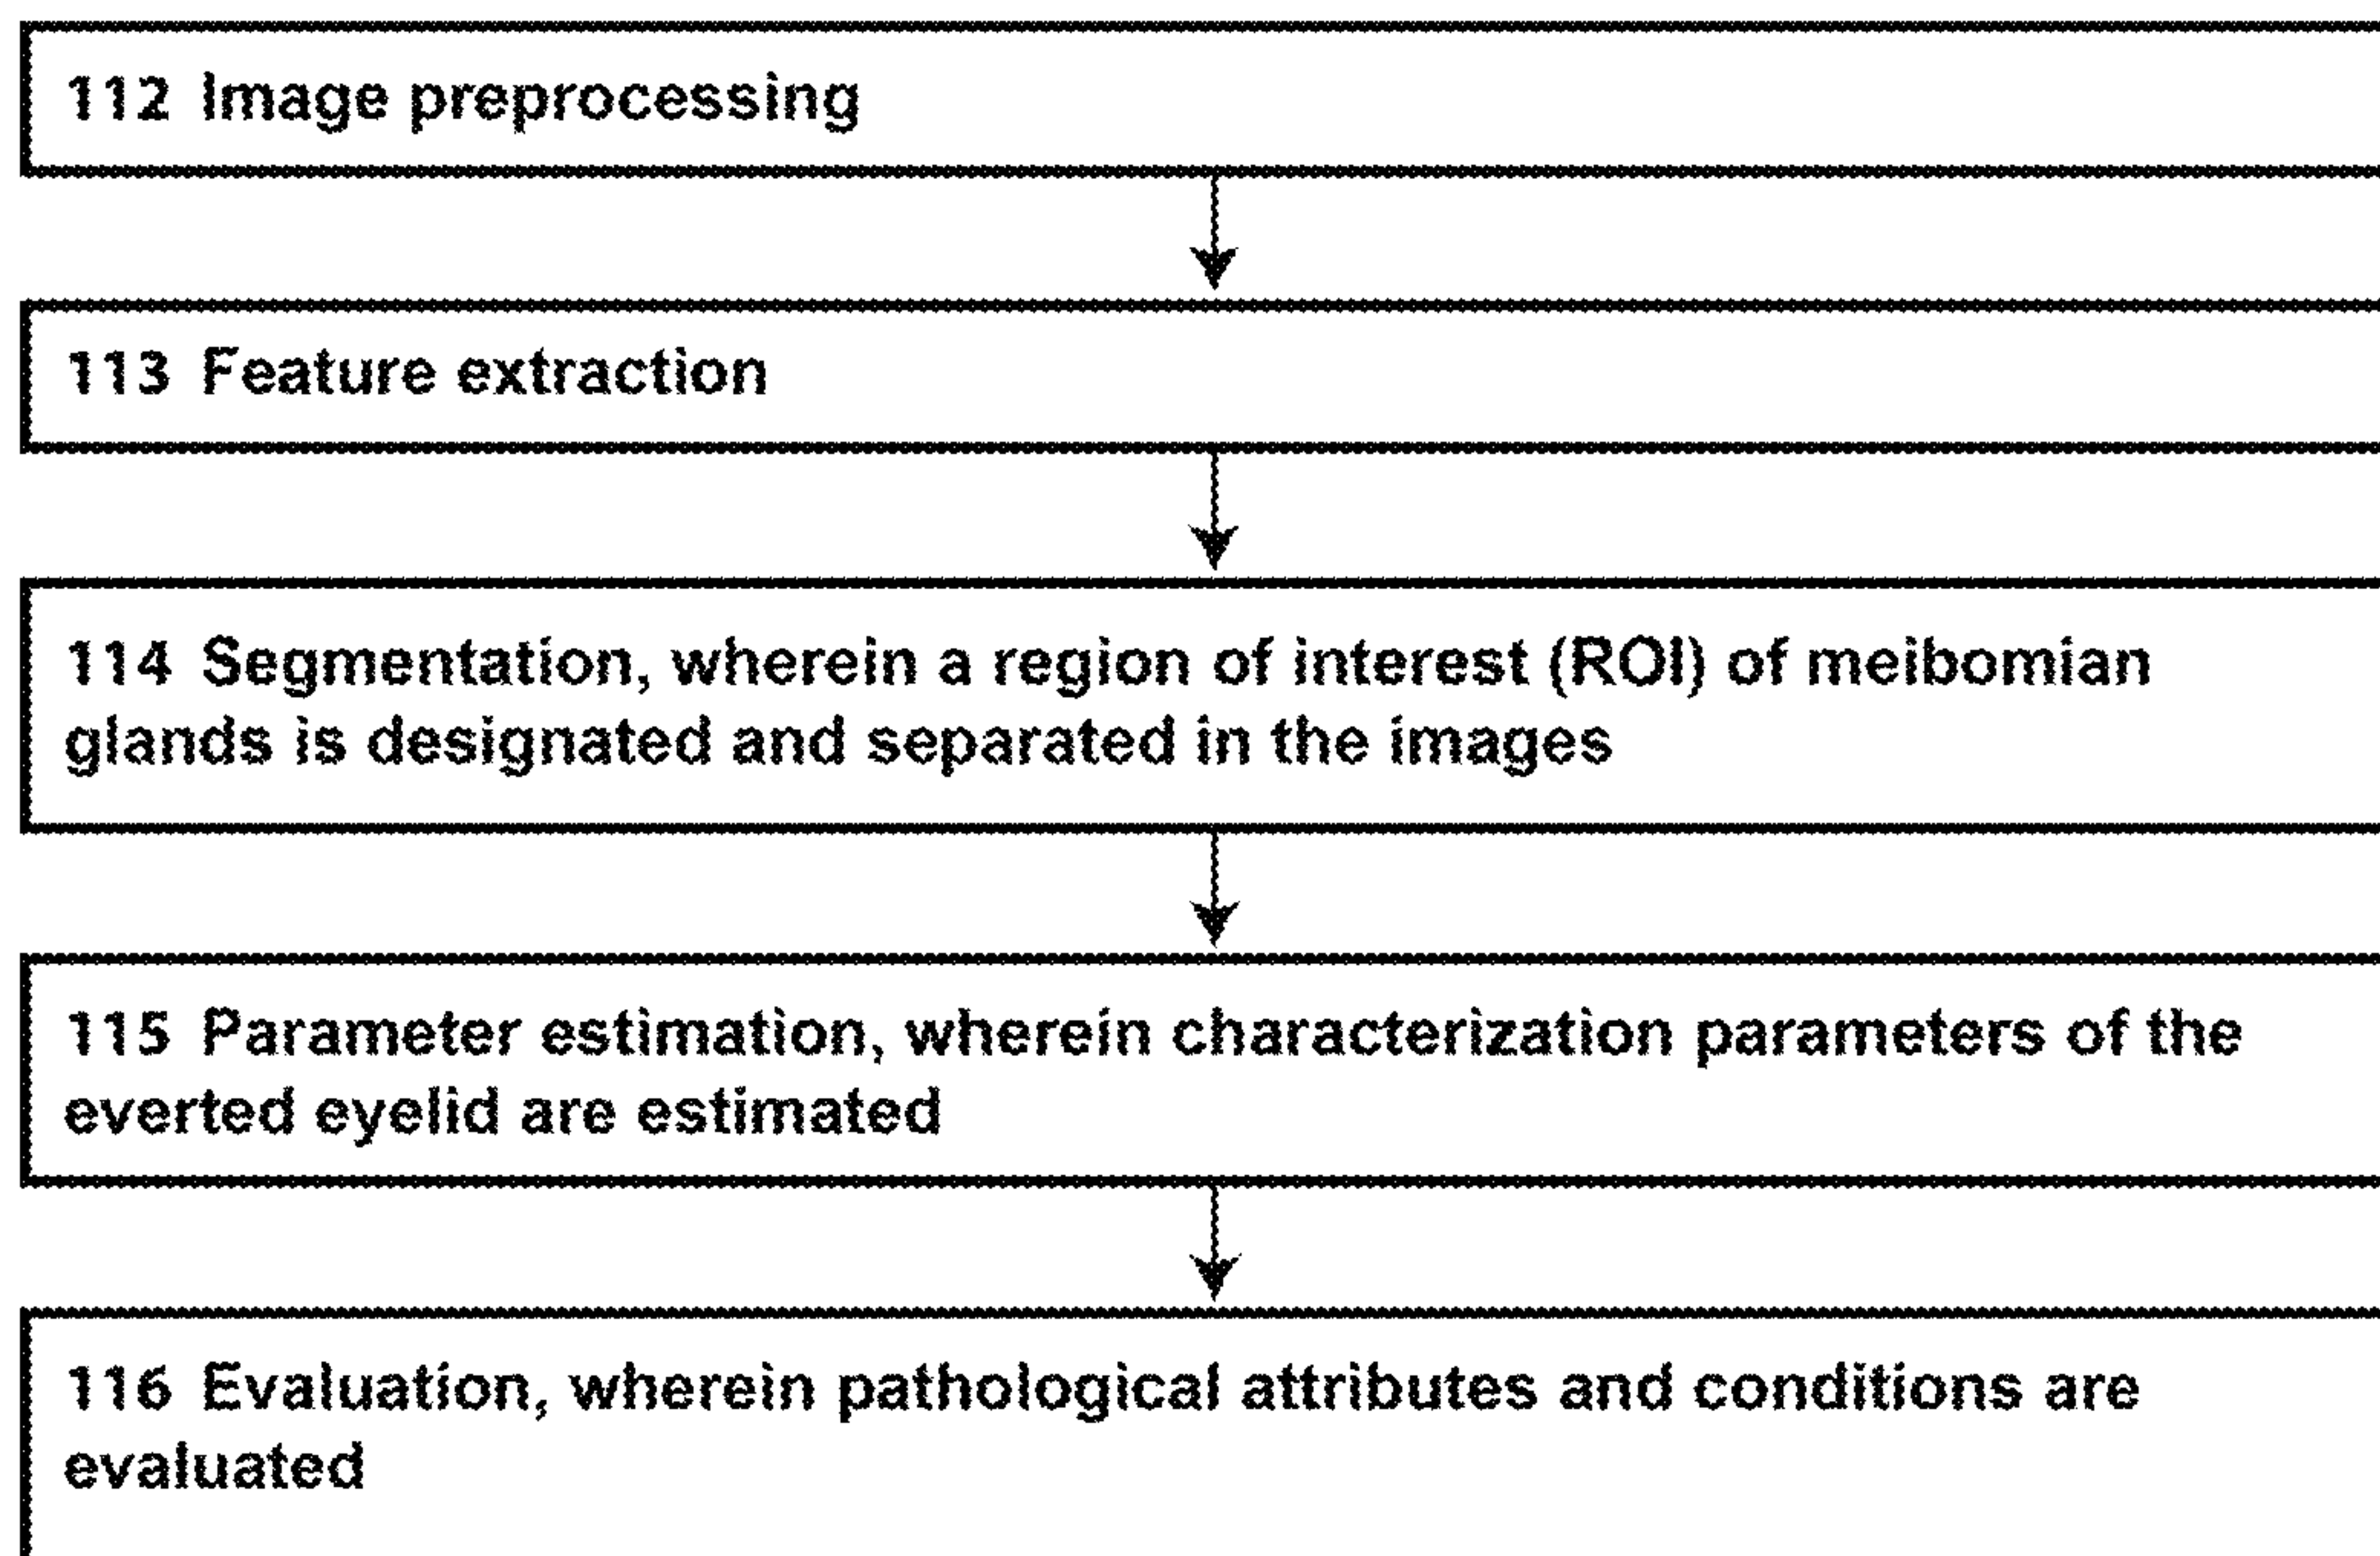 112 Image preprocessing
113 Feature extraction
114 Segmentation, wherein a region of interest (ROI) of meibomian
glands is designated and separated in the images
115 Parameter estimation, wherein characterization parameters of the
everted eyelid are estimated
116 Evaluation, wherein pathological attributes and conditions are
evaluated